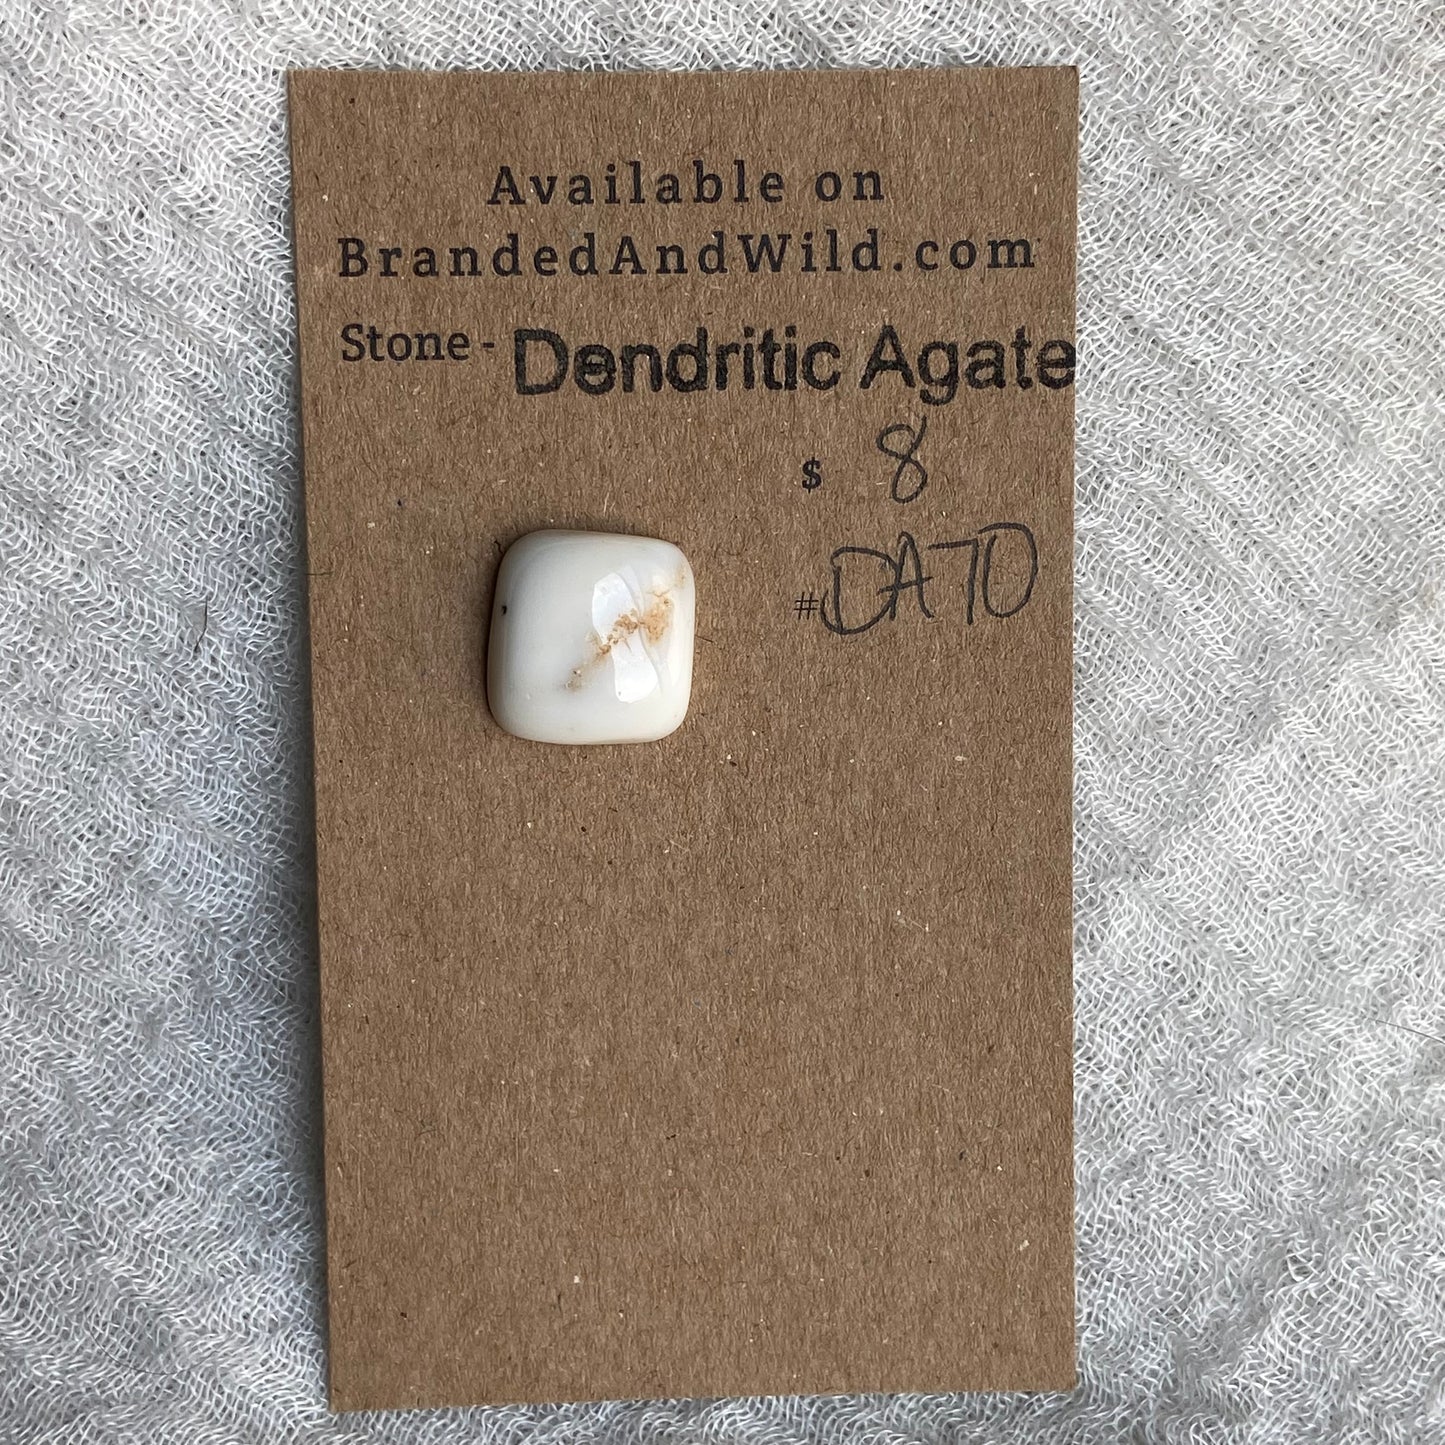 Available on
BrandedAndWild.com
Stone - Dendritic Agate
$ 8
#DA70